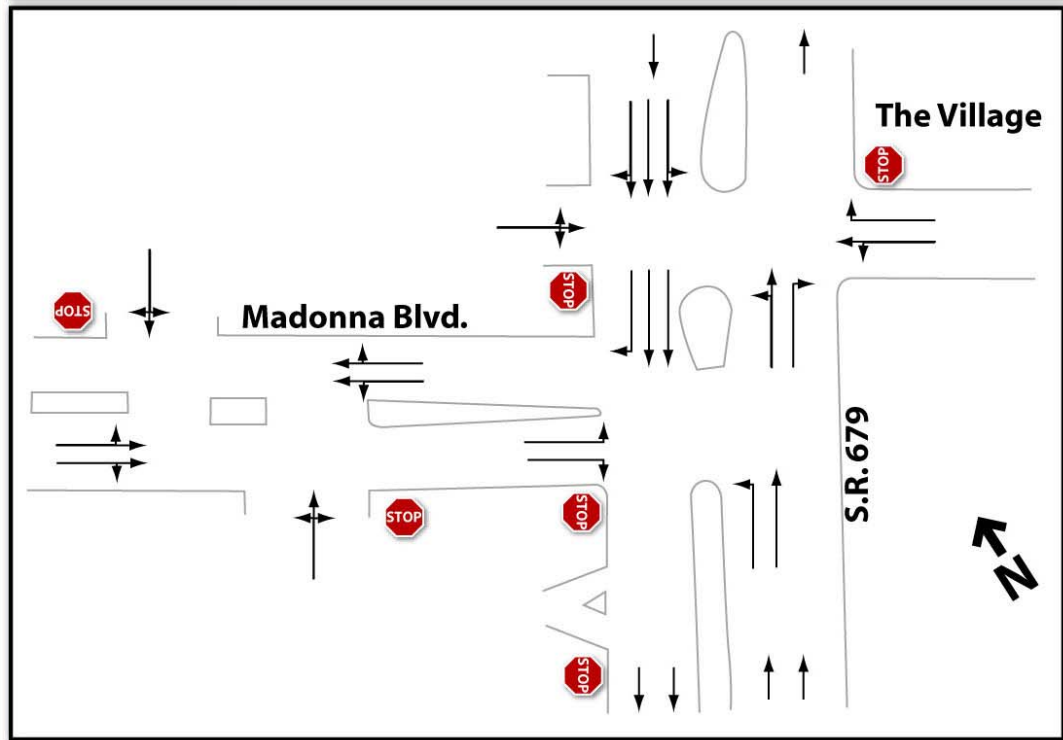 The Village
STOP
STOP
STOP
Madonna Blvd.
S.R. 679
STOP
STOP
N
STOP